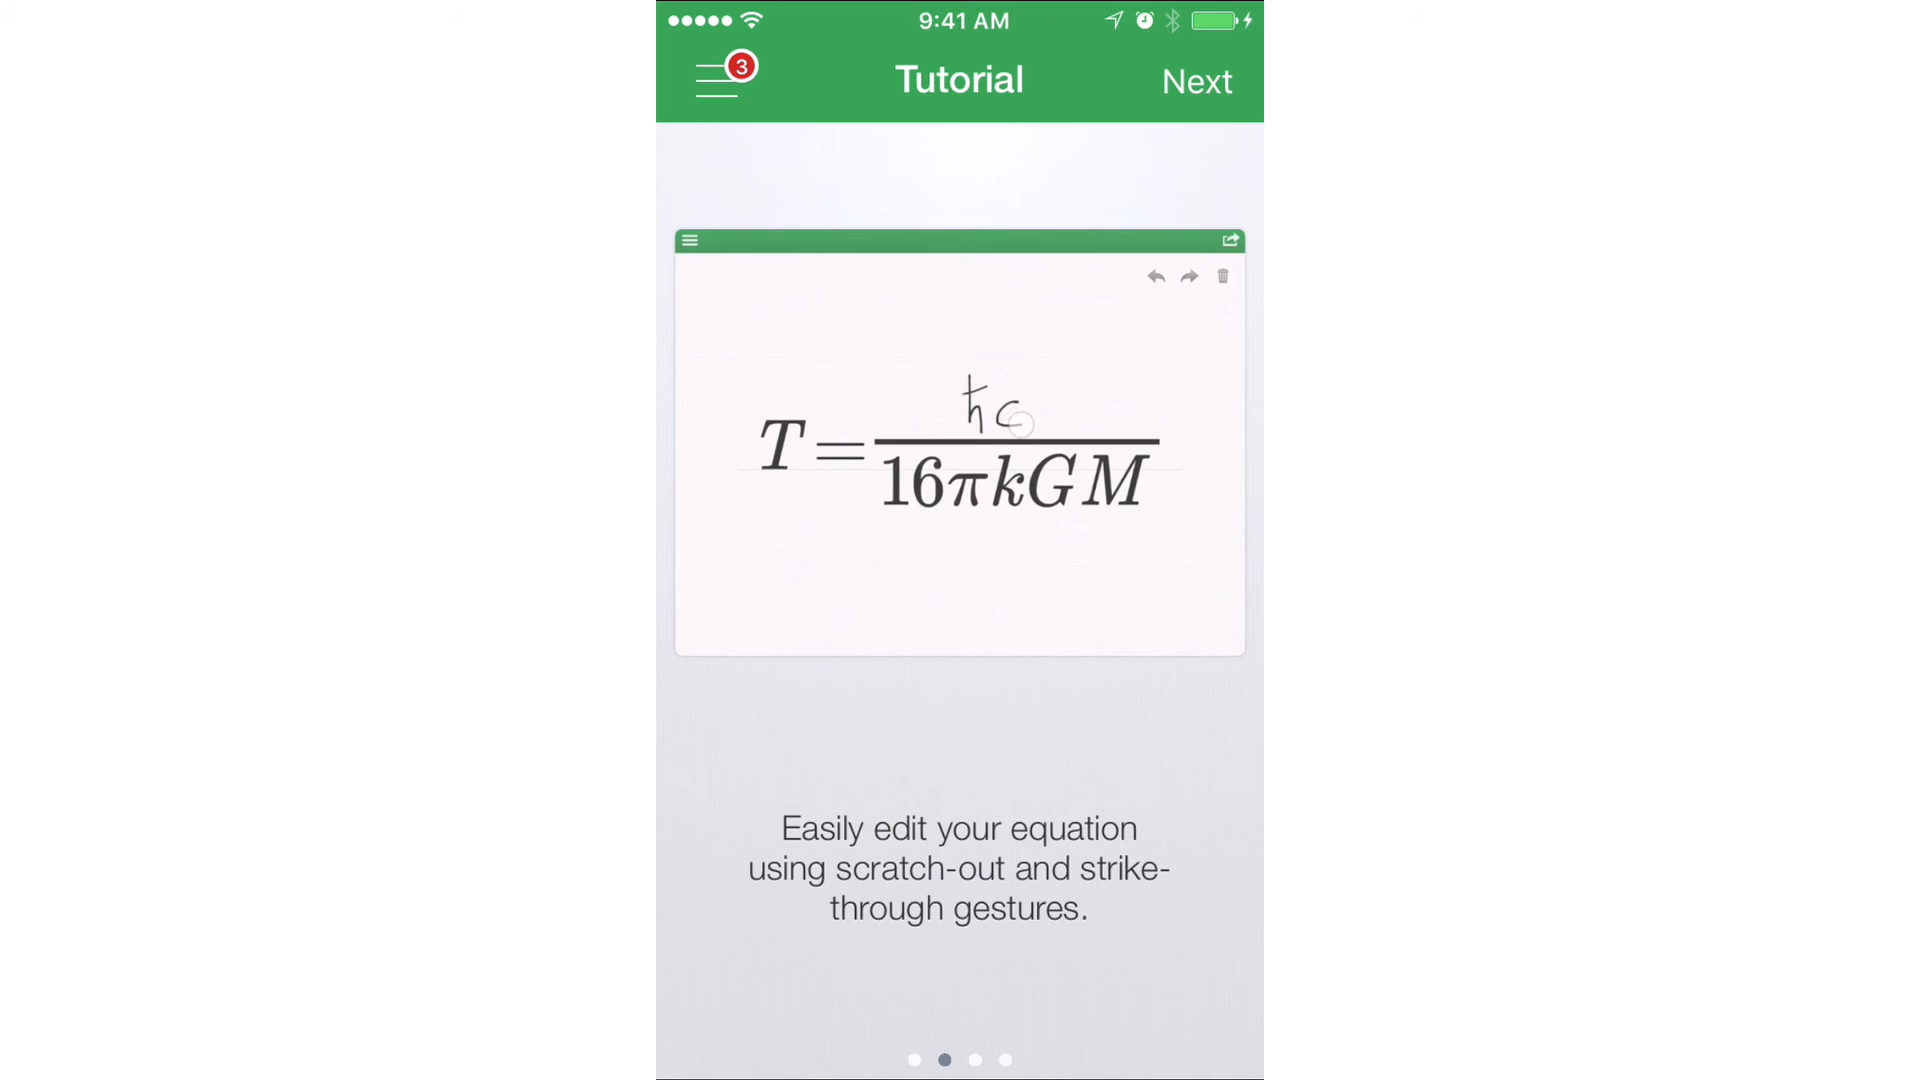 9:41 AM
3
Tutorial
Next
ħc
T=
16πkGM
Easily edit your equation
using scratch-out and strike-
through gestures.